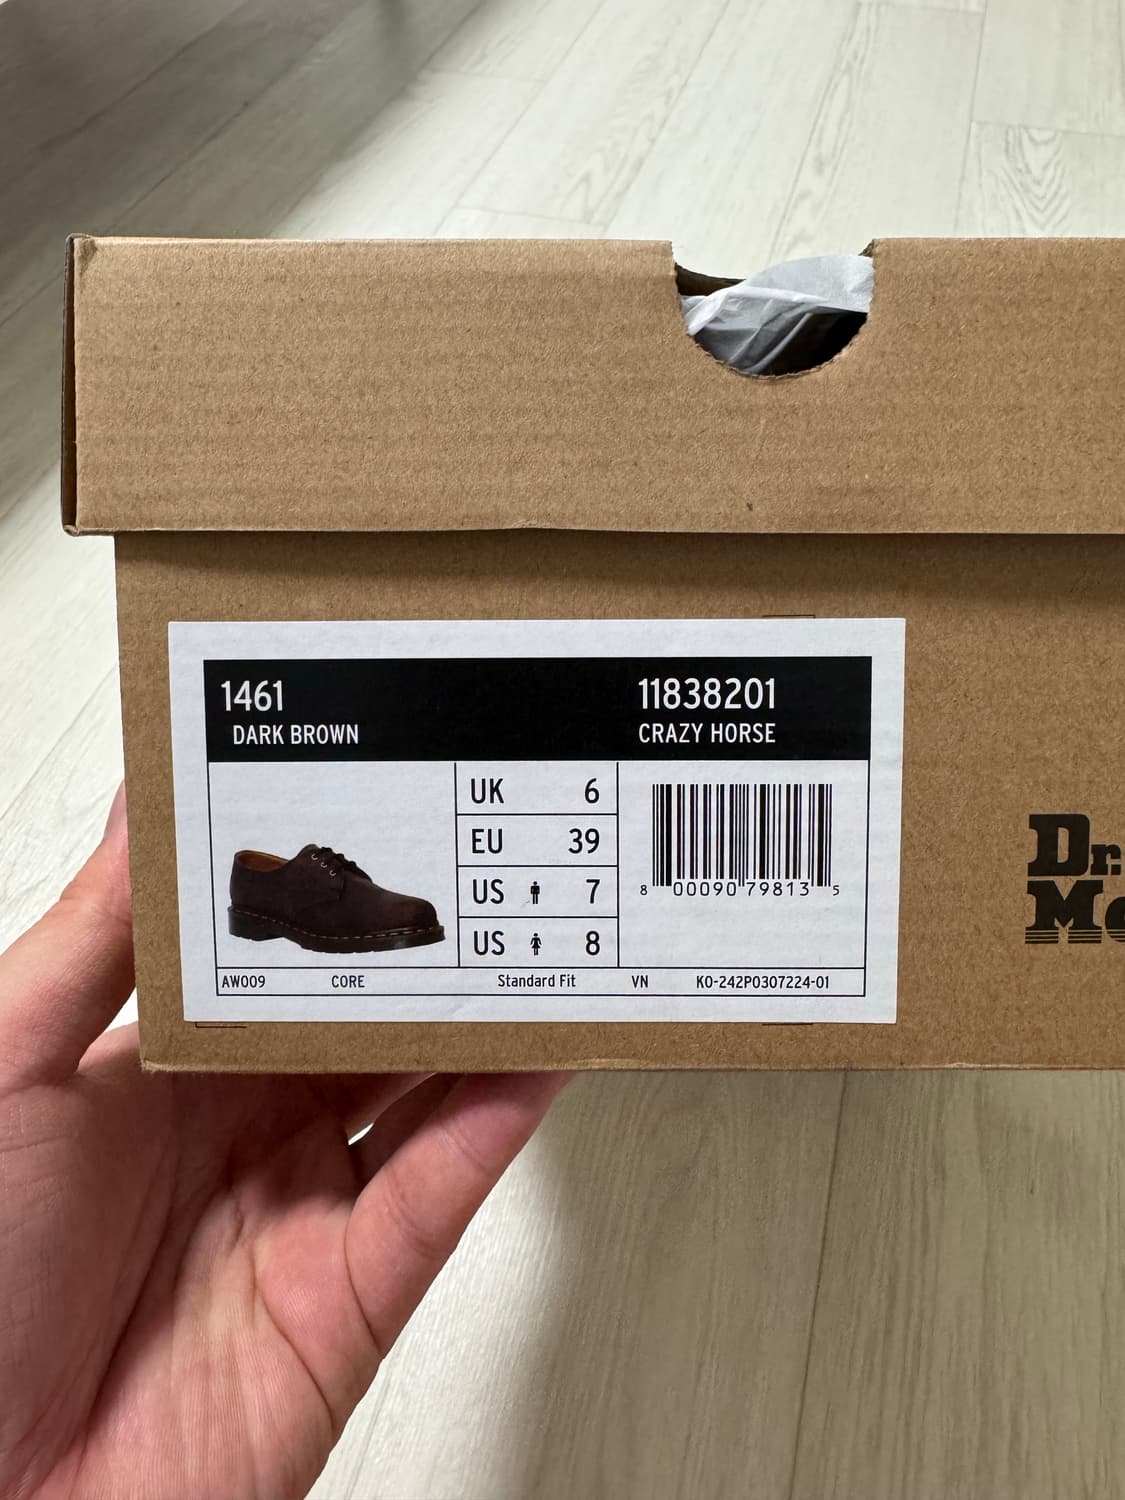 1461
DARK BROWN
11838201
CRAZY HORSE
UK 6
EU 39
US 7
US 8
8 00090 79813 5
AW009 CORE Standard Fit VN KO-242P0307224-01
Dr.
M